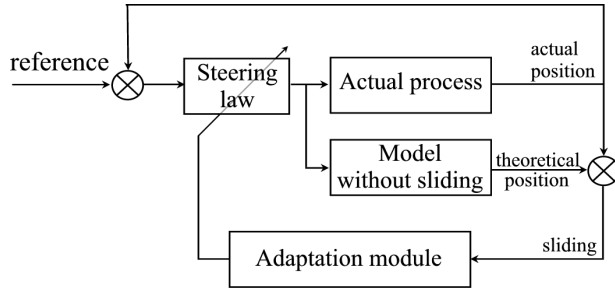 reference
Steering
law
Actual process
actual
position
Model
without sliding
theoretical
position
Adaptation module
sliding